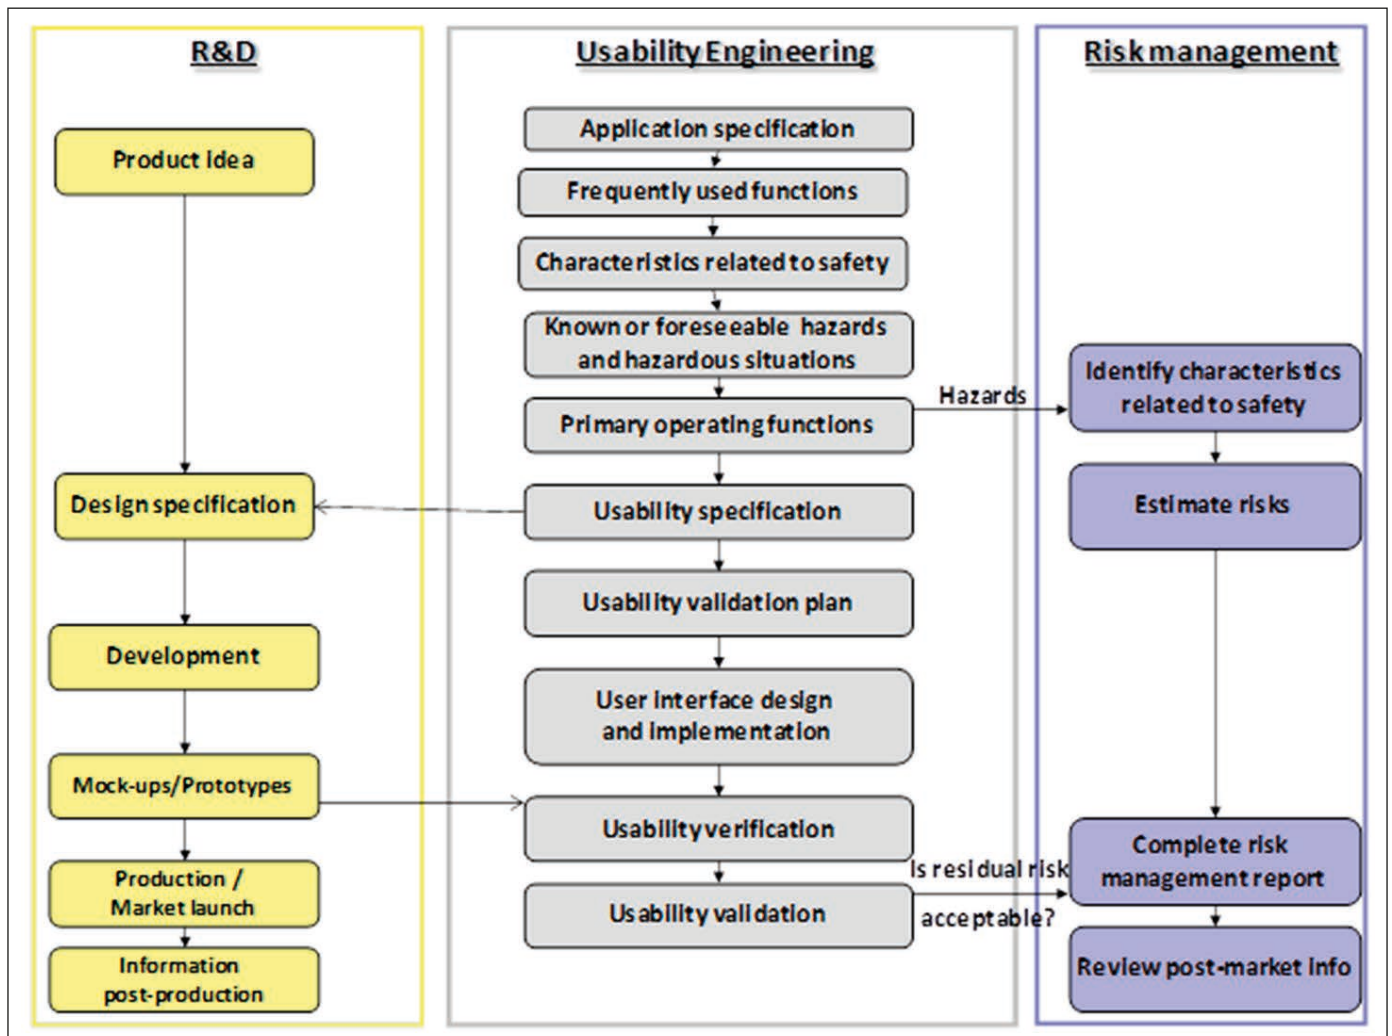 R&D
Product idea
Design specification
Development
Mock-ups/Prototypes
Production /
Market launch
Information
post-production
Usability Engineering
Application specification
Frequently used functions
Characteristics related to safety
Known or foreseeable hazards
and hazardous situations
Primary operating functions
Usability specification
Usability validation plan
User interface design
and implementation
Usability verification
Usability validation
Hazards
Is residual risk
acceptable?
Risk management
Identify characteristics
related to safety
Estimate risks
Complete risk
management report
Review post-market info